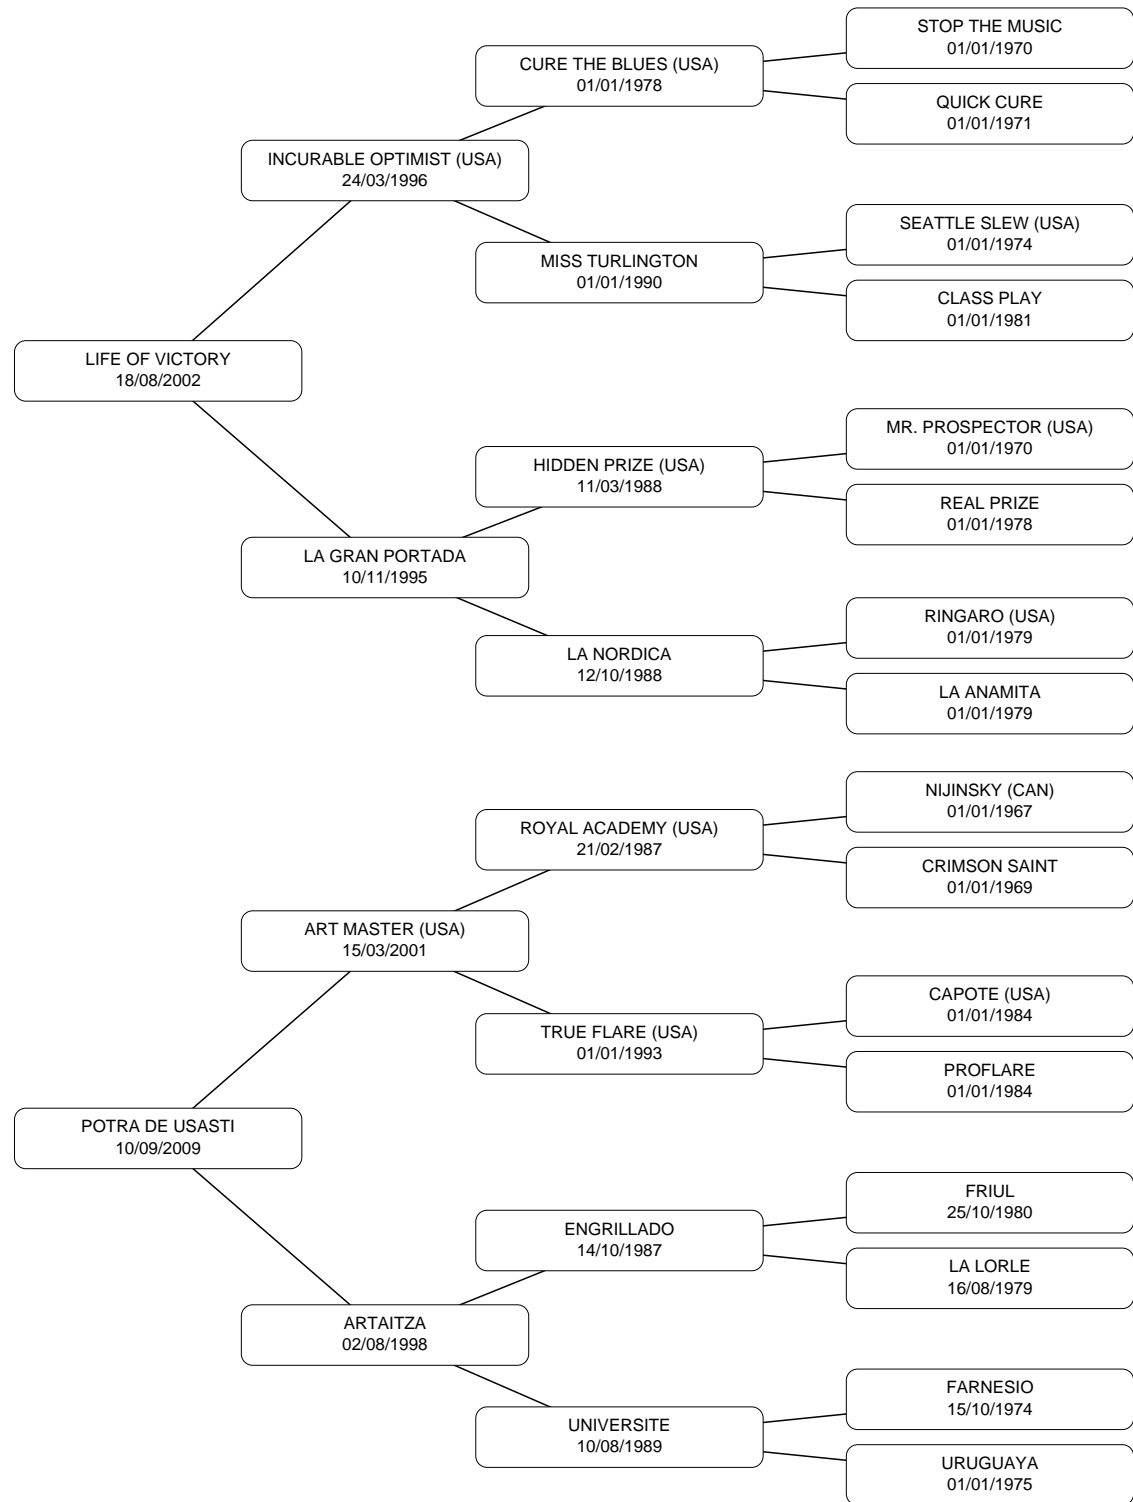 STOP THE MUSIC
01/01/1970
CURE THE BLUES (USA)
01/01/1978
QUICK CURE
01/01/1971
INCURABLE OPTIMIST (USA)
24/03/1996
SEATTLE SLEW (USA)
01/01/1974
MISS TURLINGTON
01/01/1990
CLASS PLAY
01/01/1981
LIFE OF VICTORY
18/08/2002
MR. PROSPECTOR (USA)
01/01/1970
HIDDEN PRIZE (USA)
11/03/1988
REAL PRIZE
01/01/1978
LA GRAN PORTADA
10/11/1995
RINGARO (USA)
01/01/1979
LA NORDICA
12/10/1988
LA ANAMITA
01/01/1979
NIJINSKY (CAN)
01/01/1967
ROYAL ACADEMY (USA)
21/02/1987
CRIMSON SAINT
01/01/1969
ART MASTER (USA)
15/03/2001
CAPOTE (USA)
01/01/1984
TRUE FLARE (USA)
01/01/1993
PROFLARE
01/01/1984
POTRA DE USASTI
10/09/2009
FRIUL
25/10/1980
ENGRILLADO
14/10/1987
LA LORLE
16/08/1979
ARTAITZA
02/08/1998
FARNESIO
15/10/1974
UNIVERSITE
10/08/1989
URUGUAYA
01/01/1975